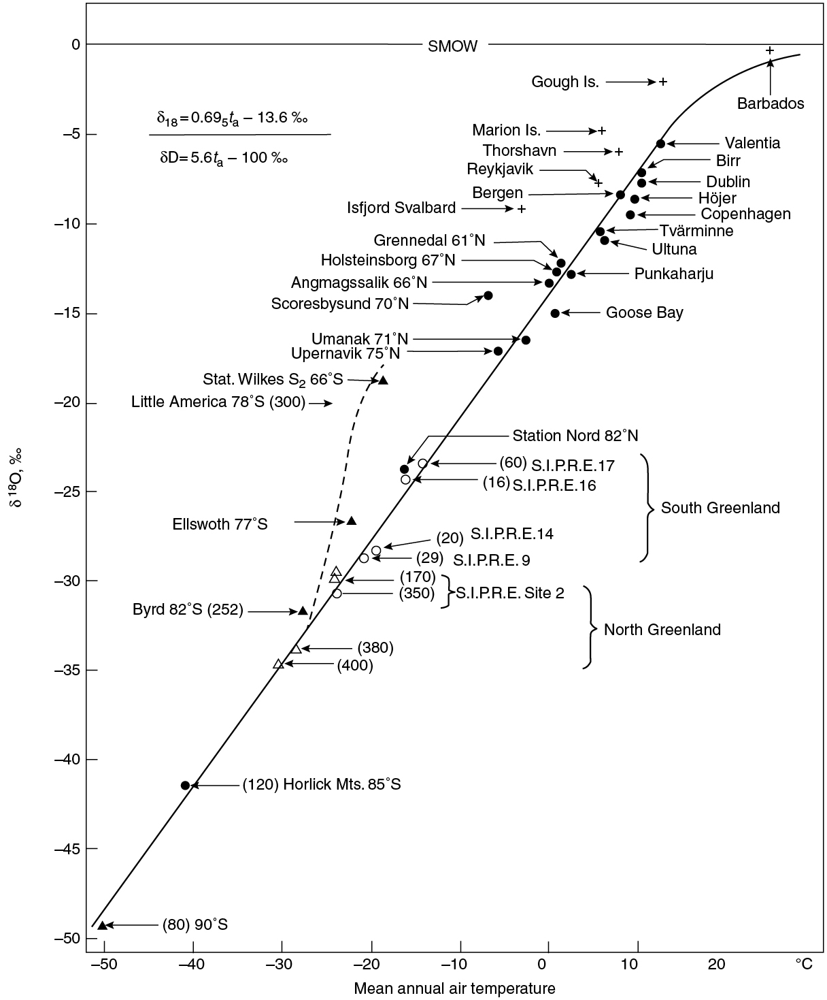 0
SMOW
Gough Is.
Barbados
δ18 = 0.695ta – 13.6 ‰
δD= 5.6ta – 100 ‰
–5
Marion Is.
Valentia
Thorshavn
Birr
Reykjavik
Dublin
Bergen
Höjer
Isfjord Svalbard
Copenhagen
–10
Tvärminne
Grennedal 61°N
Ultuna
Holsteinsborg 67°N
Punkaharju
Angmagssalik 66°N
Scoresbysund 70°N
–15
Goose Bay
Umanak 71°N
Upernavik 75°N
Stat. Wilkes S2 66°S
–20
Little America 78°S (300)
Station Nord 82°N
(60) S.I.P.R.E.17
(16) S.I.P.R.E.16
–25
South Greenland
Ellswoth 77°S
(20) S.I.P.R.E.14
(29) S.I.P.R.E. 9
–30
(170)
(350)
S.I.P.R.E. Site 2
Byrd 82°S (252)
North Greenland
(380)
(400)
–35
–40
(120) Horlick Mts. 85°S
–45
(80) 90°S
–50
δ 18O, ‰
–50 –40 –30 –20 –10 0 10 20 °C
Mean annual air temperature